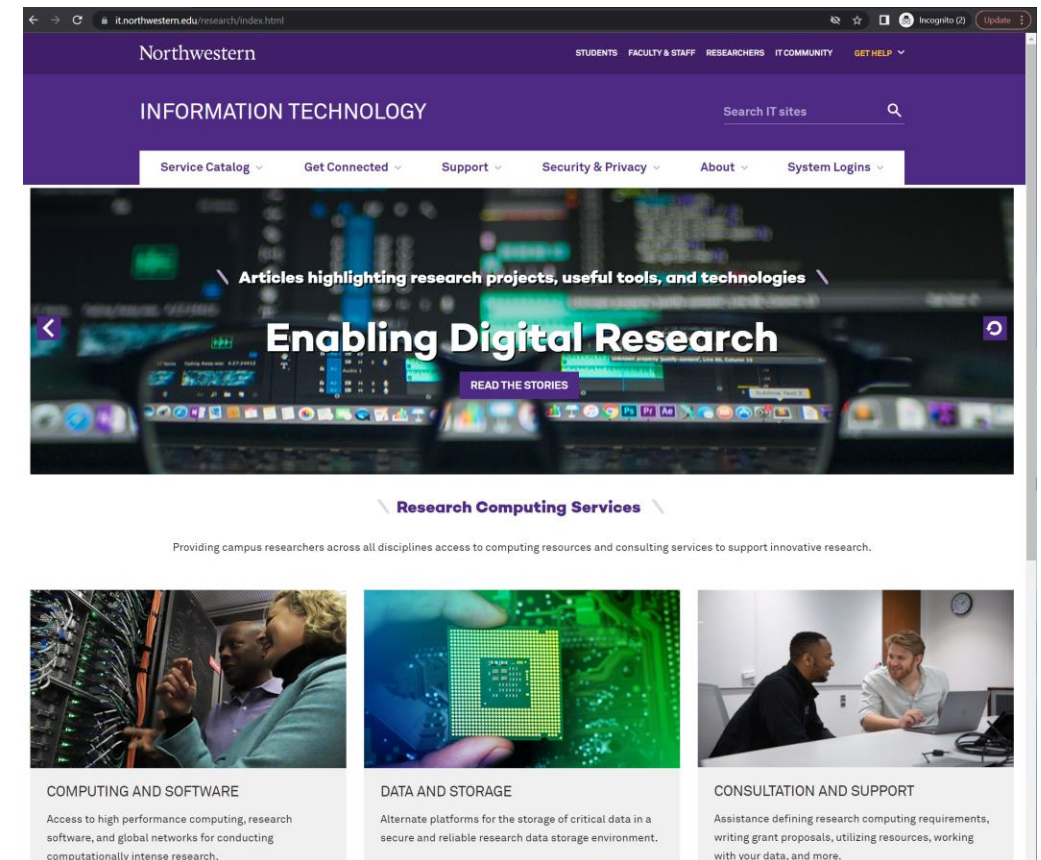 it.northwestern.edu/research/index.html
Incognito (2)
Update
Northwestern
STUDENTS FACULTY & STAFF RESEARCHERS IT COMMUNITY GET HELP
INFORMATION TECHNOLOGY
Search IT sites
Service Catalog Get Connected Support Security & Privacy About System Logins
\ Articles highlighting research projects, useful tools, and technologies \
Enabling Digital Research
READ THE STORIES
\ Research Computing Services \
Providing campus researchers across all disciplines access to computing resources and consulting services to support innovative research.
COMPUTING AND SOFTWARE
Access to high performance computing, research
software, and global networks for conducting
computationally intense research.
DATA AND STORAGE
Alternate platforms for the storage of critical data in a
secure and reliable research data storage environment.
CONSULTATION AND SUPPORT
Assistance defining research computing requirements,
writing grant proposals, utilizing resources, working
with your data, and more.